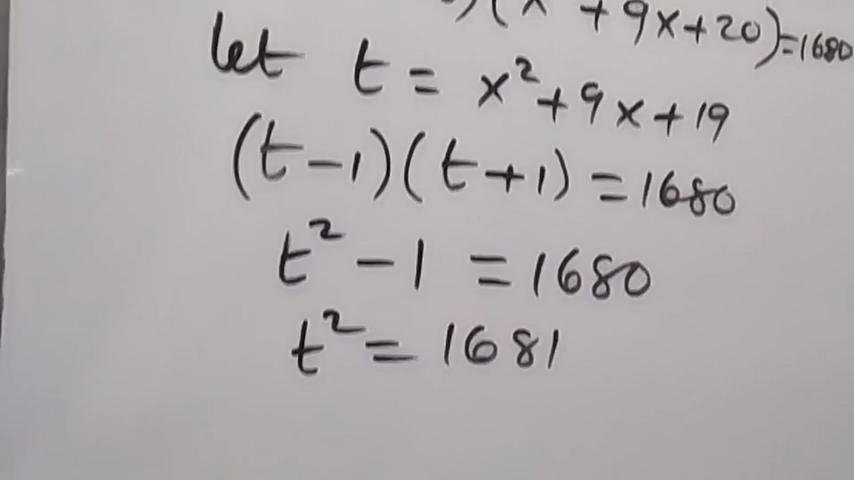 )(x + 9x+20)=1680
let t = x²+9x+19
(t-1)(t+1)=1680
t²-1 =1680
t²= 1681